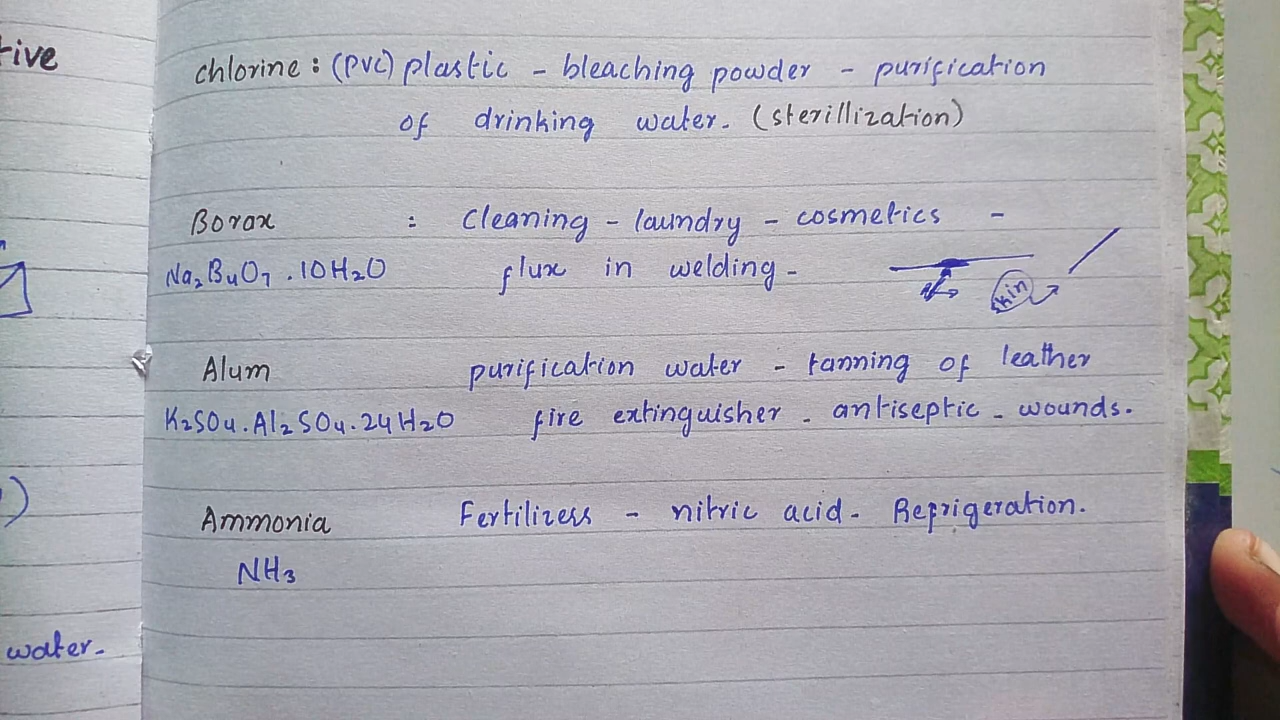 tive
chlorine : (PVC) plastic - bleaching powder - purification
of drinking water. (sterillization)
Borax : Cleaning - laundry - cosmetics -
Na2B4O7 . 10H2O flux in welding -
Alum purification water - tanning of leather
K2SO4 . Al2SO4 . 24H2O fire extinguisher - antiseptic - wounds.
Ammonia Fertilizers - nitric acid - Refrigeration.
NH3
)
water.